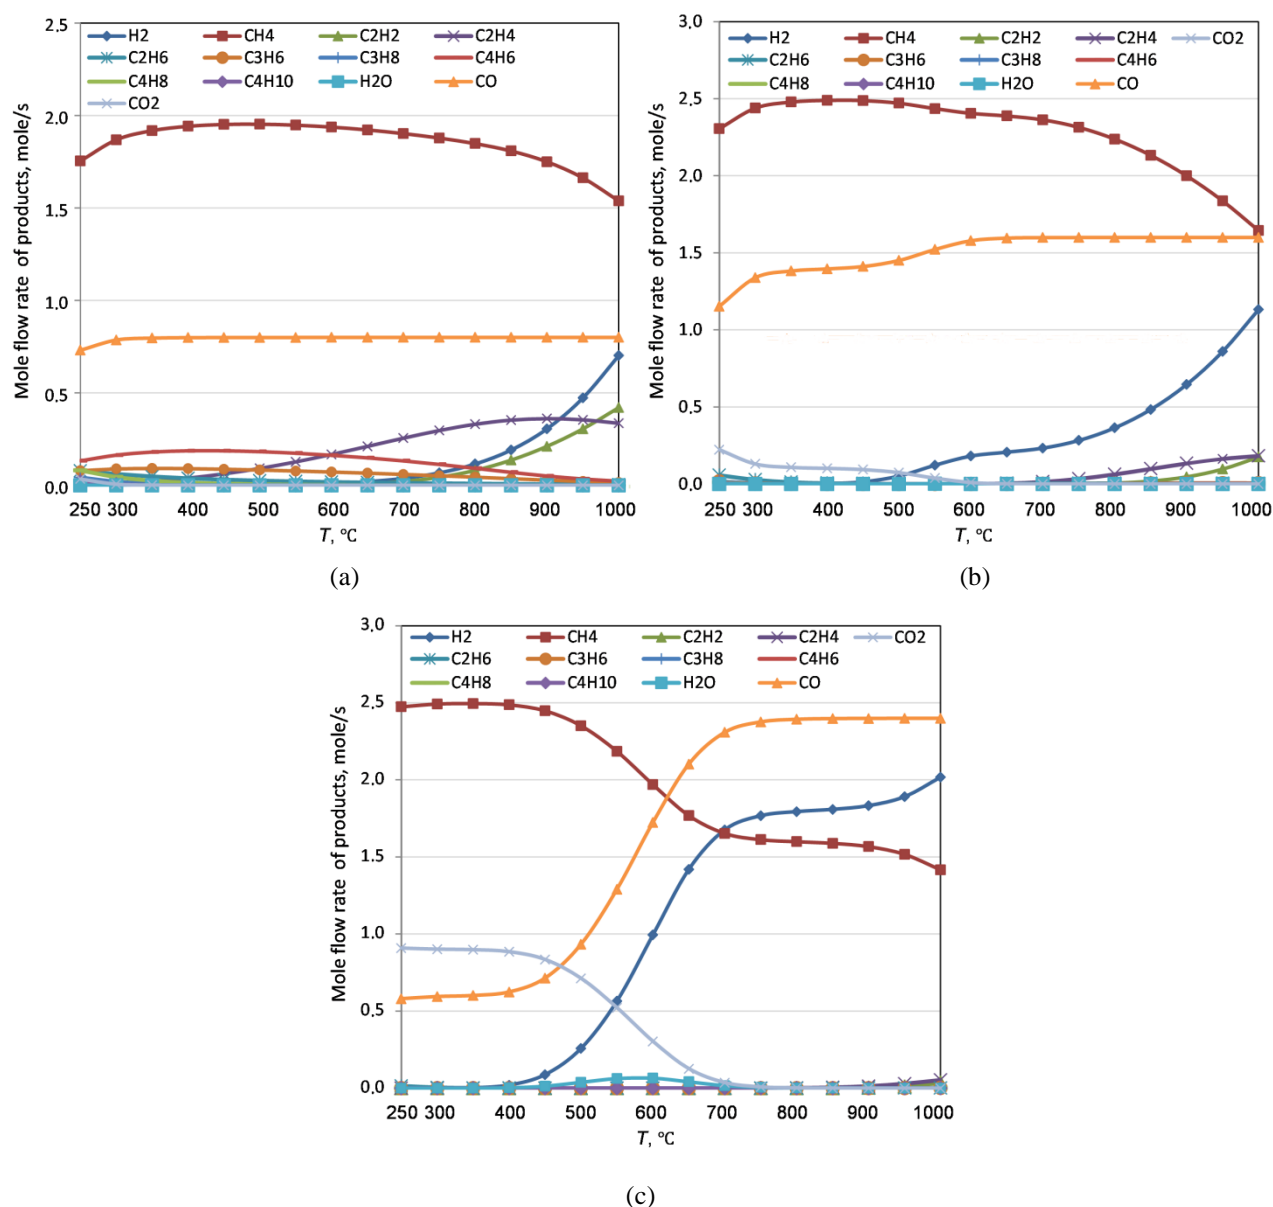 2.5
H2 CH4 C2H2 C2H4
C2H6 C3H6 C3H8 C4H6
C4H8 C4H10 H2O CO
CO2
2.0
1.5
1.0
0.5
0.0
Mole flow rate of products, mole/s
250 300 400 500 600 700 800 900 1000
T, °C
(a)
3.0
H2 CH4 C2H2 C2H4 CO2
C2H6 C3H6 C3H8 C4H6
C4H8 C4H10 H2O CO
2.5
2.0
1.5
1.0
0.5
0.0
Mole flow rate of products, mole/s
250 300 400 500 600 700 800 900 1000
T, °C
(b)
3.0
H2 CH4 C2H2 C2H4 CO2
C2H6 C3H6 C3H8 C4H6
C4H8 C4H10 H2O CO
2.5
2.0
1.5
1.0
0.5
0.0
Mole flow rate of products, mole/s
250 300 400 500 600 700 800 900 1000
T, °C
(c)